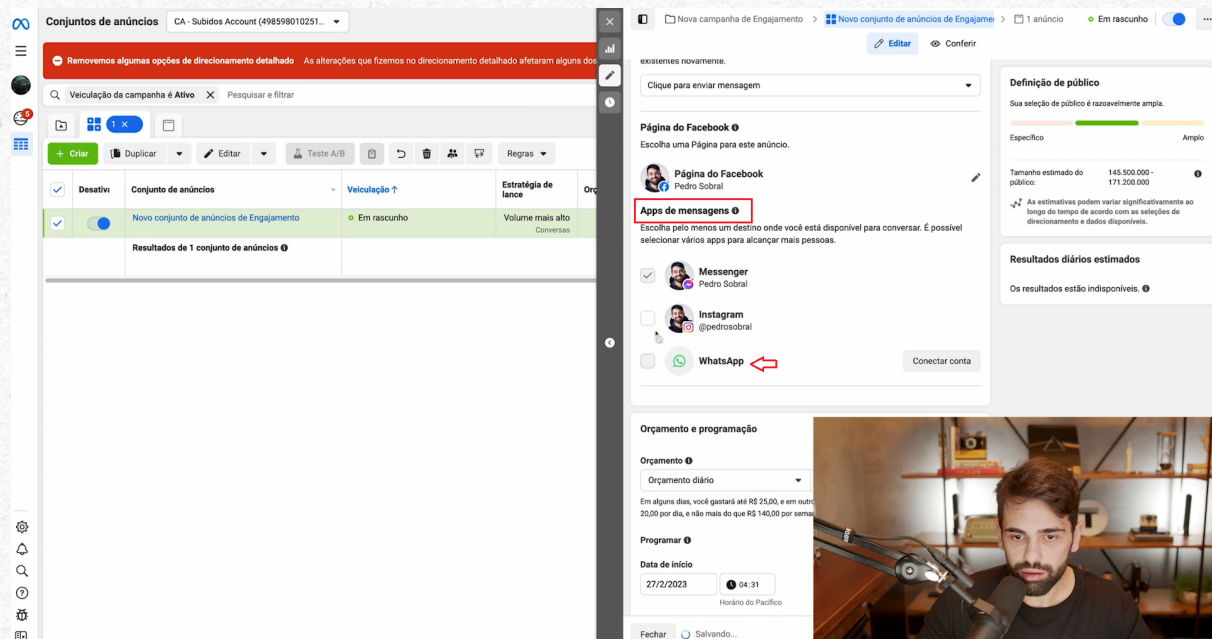 Conjuntos de anúncios
CA - Subidos Account (498598010251...
Removemos algumas opções de direcionamento detalhado As alterações que fizemos no direcionamento detalhado afetaram alguns dos
Veiculação da campanha é Ativo
Pesquisar e filtrar
1
+ Criar
Duplicar
Editar
Teste A/B
Regras
Desativ
Conjunto de anúncios
Veiculação ↑
Estratégia de
lance
Orç
Novo conjunto de anúncios de Engajamento
Em rascunho
Volume mais alto
Conversas
Resultados de 1 conjunto de anúncios
5
Nova campanha de Engajamento
Novo conjunto de anúncios de Engajame
1 anúncio
Em rascunho
Editar
Conferir
existentes novamente.
Clique para enviar mensagem
Página do Facebook
Escolha uma Página para este anúncio.
Página do Facebook
Pedro Sobral
Apps de mensagens
Escolha pelo menos um destino onde você está disponível para conversar. É possível
selecionar vários apps para alcançar mais pessoas.
Messenger
Pedro Sobral
Instagram
@pedrosobral
WhatsApp
Conectar conta
Orçamento e programação
Orçamento
Orçamento diário
Em alguns dias, você gastará até R$ 25,00, e em outro
20,00 por dia, e não mais do que R$ 140,00 por sema
Programar
Data de início
27/2/2023
04:31
Horário do Pacífico
Fechar
Salvando...
Definição de público
Sua seleção de público é razoavelmente ampla.
Específico
Amplo
Tamanho estimado do
público:
145.500.000 -
171.200.000
As estimativas podem variar significativamente ao
longo do tempo de acordo com as seleções de
direcionamento e dados disponíveis.
Resultados diários estimados
Os resultados estão indisponíveis.